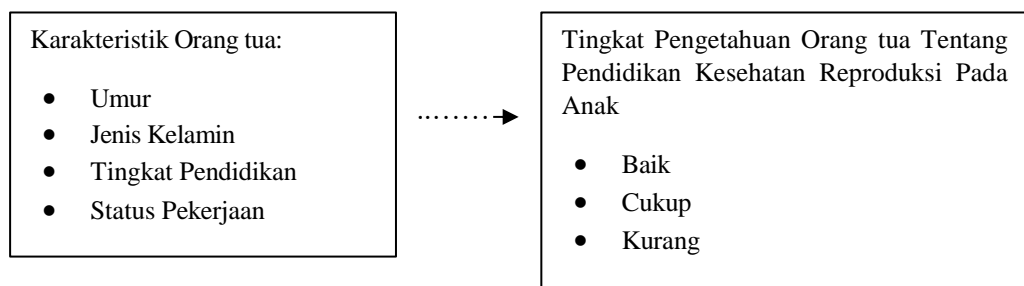 Karakteristik Orang tua:
• Umur
• Jenis Kelamin
• Tingkat Pendidikan
• Status Pekerjaan
Tingkat Pengetahuan Orang tua Tentang
Pendidikan Kesehatan Reproduksi Pada
Anak
• Baik
• Cukup
• Kurang